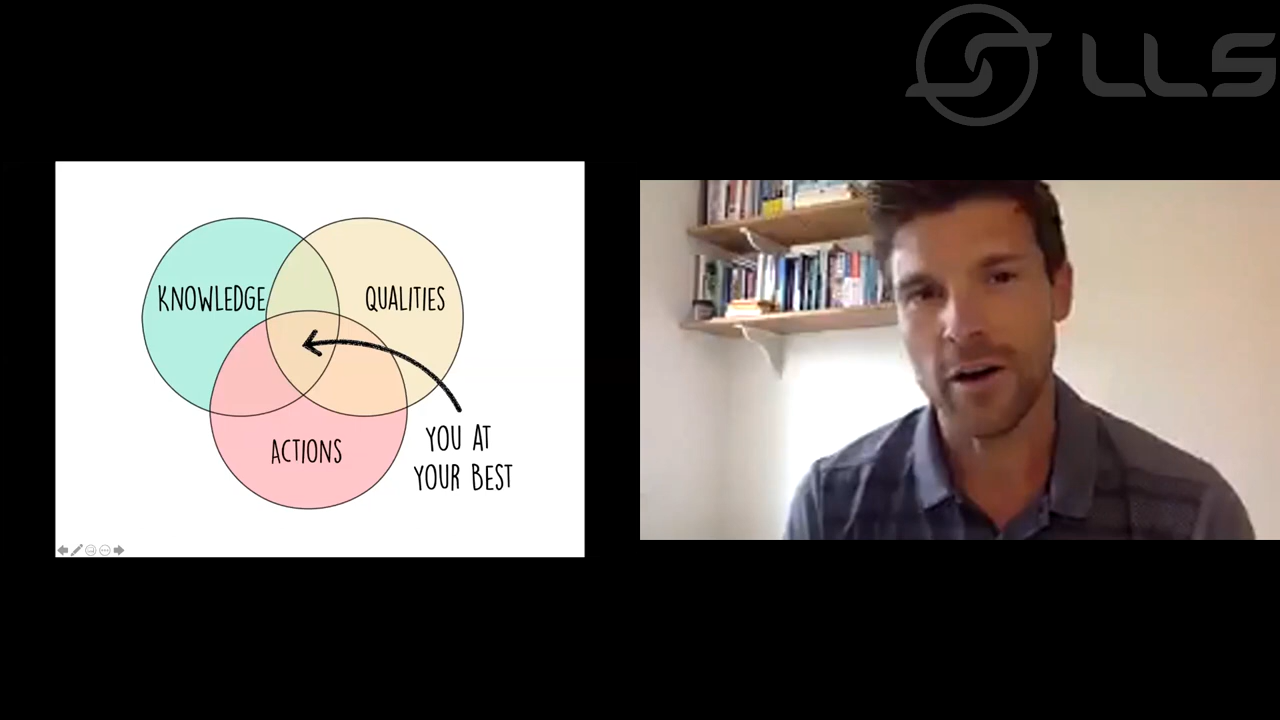 LLS
KNOWLEDGE
QUALITIES
ACTIONS
YOU AT
YOUR BEST